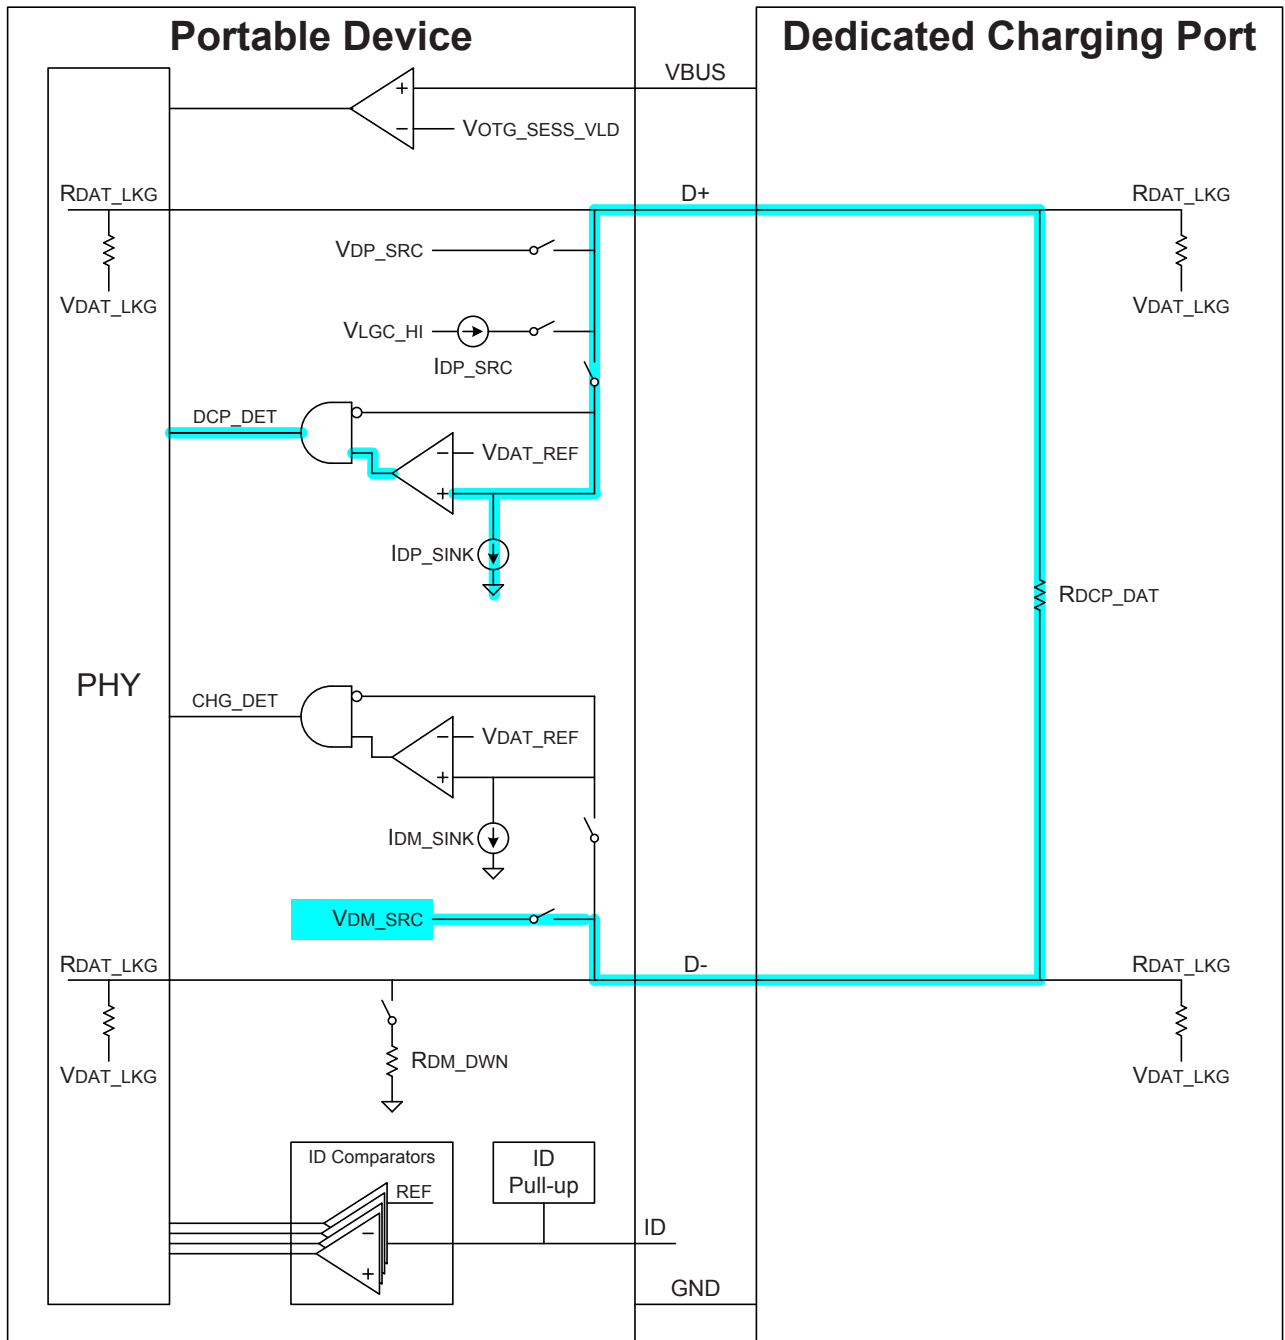 Portable Device
Dedicated Charging Port
VBUS
+
−
VOTG_SESS_VLD
RDAT_LKG
D+
RDAT_LKG
VDP_SRC
VDAT_LKG
VDAT_LKG
VLGC_HI
IDP_SRC
DCP_DET
− VDAT_REF
+
IDP_SINK
RDCP_DAT
PHY
CHG_DET
− VDAT_REF
+
IDM_SINK
VDM_SRC
RDAT_LKG
D-
RDAT_LKG
RDM_DWN
VDAT_LKG
VDAT_LKG
ID Comparators
ID
Pull-up
REF
−
ID
+
GND